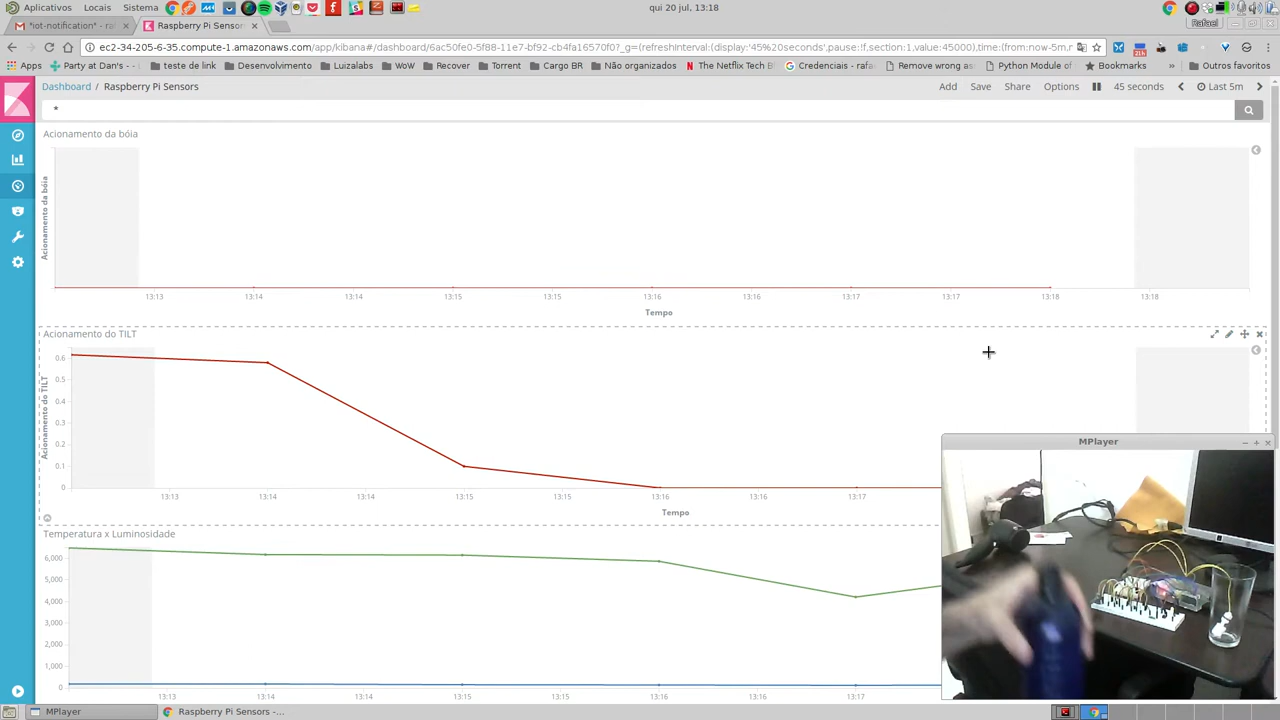 Aplicativos Locais Sistema qui 20 jul, 13:18
*iot-notification* - ra Raspberry Pi Sensor Rafael
ec2-34-205-6-35.compute-1.amazonaws.com/app/kibana#/dashboard/6ac50fe0-5f88-11e7-bf92-cb4fa16570f0?_g=(refreshInterval:(display:'45%20seconds',pause:!f,section:1,value:45000),time:(from:now-5m,m
Apps Party at Dan's - ... teste de link Desenvolvimento Luizalabs WoW Recover Torrent Cargo BR Não organizados The Netflix Tech B Credenciais - rafa Remove wrong as Python Module of Bookmarks » Outros favoritos
Dashboard / Raspberry Pi Sensors Add Save Share Options 45 seconds Last 5m
*
Acionamento da bóia
Acionamento da bóia
13:13 13:14 13:14 13:15 13:15 13:16 13:16 13:17 13:17 13:18 13:18
Tempo
Acionamento do TILT
Acionamento do TILT
0.6
0.5
0.4
0.3
0.2
0.1
0
13:13 13:14 13:14 13:15 13:15 13:16 13:16 13:17
Tempo
MPlayer
Temperatura x Luminosidade
6,000
5,000
4,000
3,000
2,000
1,000
0
13:13 13:14 13:14 13:15 13:15 13:16 13:16 13:17
MPlayer Raspberry Pi Sensors -...